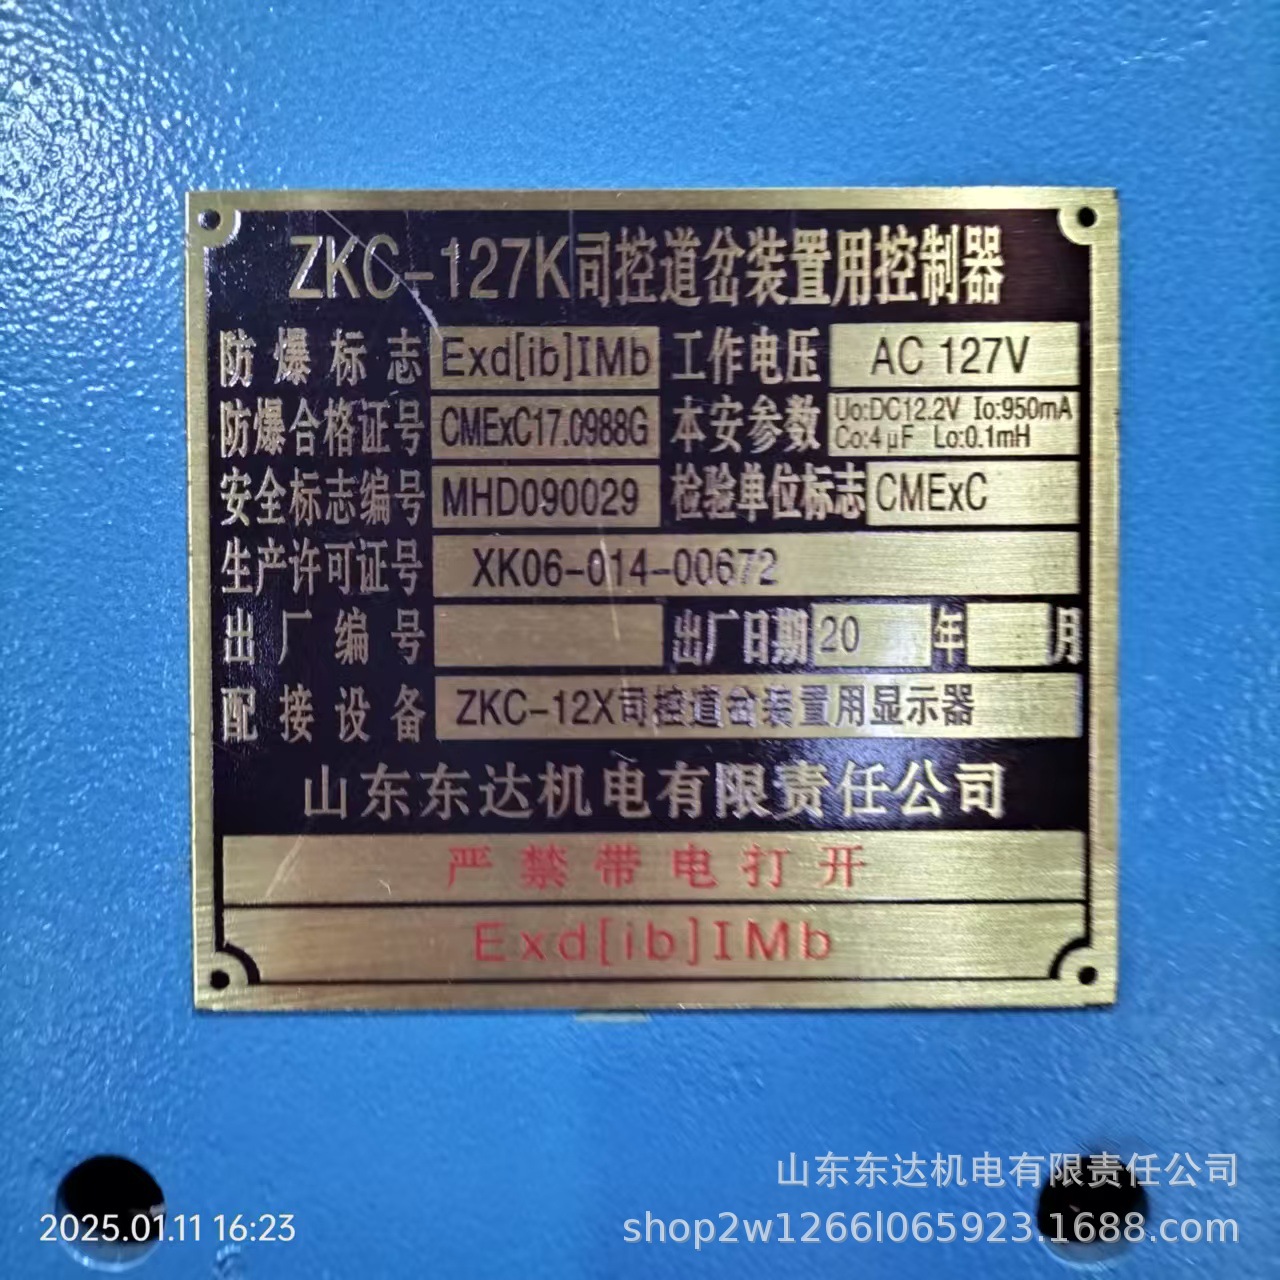 ZKC-127K司控道岔装置用控制器
防爆标志 Exd[ib]IMb 工作电压 AC 127V
防爆合格证号 CMExC17.0988G 本安参数 Uo:DC12.2V Io:950mA
Co:4μF Lo:0.1mH
安全标志编号 MHD090029 检验单位标志 CMExC
生产许可证号 XK06-014-00672
出厂编号 出厂日期 20 年 月
配接设备 ZKC-12X司控道岔装置用显示器
山东东达机电有限责任公司
严禁带电打开
Exd[ib]IMb
山东东达机电有限责任公司
2025.01.11 16:23
shop2w1266l065923.1688.com